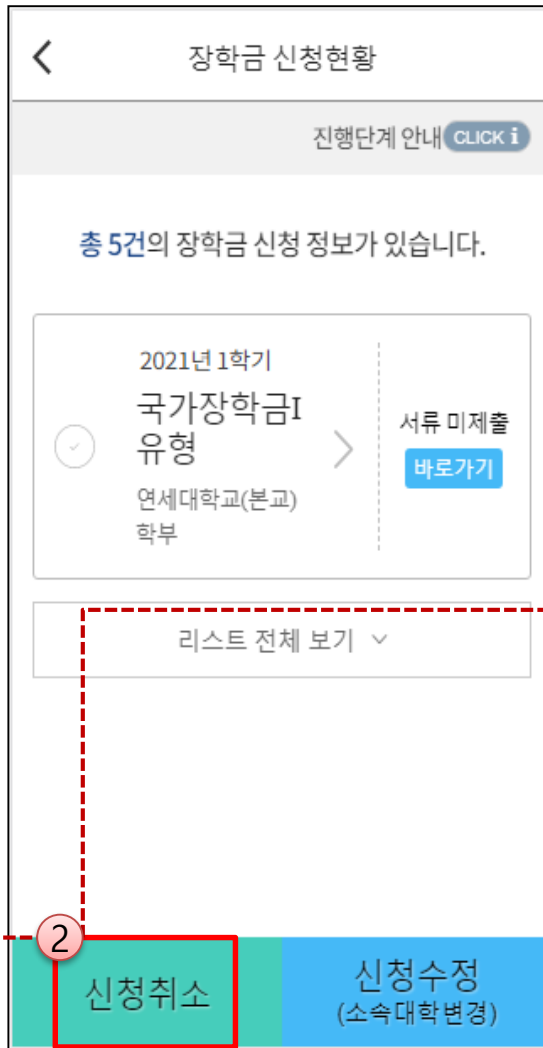 장학금 신청현황
진행단계 안내 CLICK i
총 5건의 장학금 신청 정보가 있습니다.
2021년 1학기
국가장학금I
유형
연세대학교(본교)
학부
서류 미제출
바로가기
리스트 전체 보기
2
신청취소
신청수정
(소속대학변경)